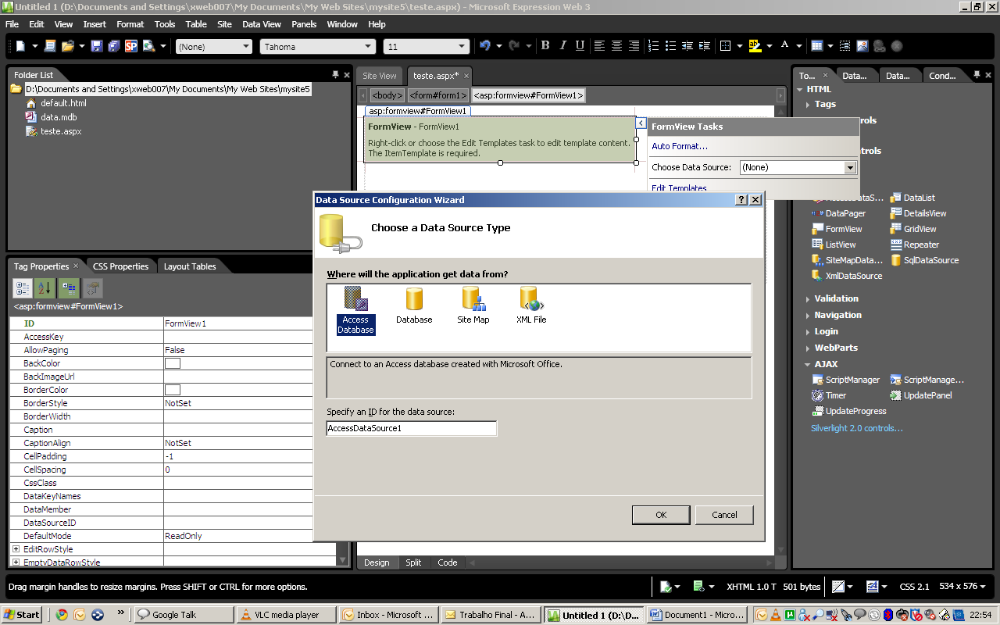 Untitled 1 (D:\Documents and Settings\xweb007\My Documents\My Web Sites\mysite5\teste.aspx) - Microsoft Expression Web 3
File Edit View Insert Format Tools Table Site Data View Panels Window Help
(None) Tahoma 11 B I U A
Folder List
D:\Documents and Settings\xweb007\My Documents\My Web Sites\mysite5
default.html
data.mdb
teste.aspx
Site View teste.aspx*
<body> <form#form1> <asp:formview#FormView1>
asp:formview#FormView1
FormView - FormView1
Right-click or choose the Edit Templates task to edit template content.
The ItemTemplate is required.
FormView Tasks
Auto Format...
Choose Data Source: (None)
Edit Templates
Data Source Configuration Wizard
Choose a Data Source Type
Where will the application get data from?
Access Database
Database
Site Map
XML File
Connect to an Access database created with Microsoft Office.
Specify an ID for the data source:
AccessDataSource1
OK Cancel
Tag Properties CSS Properties Layout Tables
<asp:formview#FormView1>
ID FormView1
AccessKey
AllowPaging False
BackColor
BackImageUrl
BorderColor
BorderStyle NotSet
BorderWidth
Caption
CaptionAlign NotSet
CellPadding -1
CellSpacing 0
CssClass
DataKeyNames
DataMember
DataSourceID
DefaultMode ReadOnly
EditRowStyle
EmptyDataRowStyle
Design Split Code
To... Data... Data... Cond...
HTML
Tags
DataList
DataPager DetailsView
FormView GridView
ListView Repeater
SiteMapData... SqlDataSource
XmlDataSource
Validation
Navigation
Login
WebParts
AJAX
ScriptManager ScriptManage...
Timer UpdatePanel
UpdateProgress
Silverlight 2.0 controls...
Drag margin handles to resize margins. Press SHIFT or CTRL for more options.
XHTML 1.0 T 501 bytes CSS 2.1 534 x 576
Start Google Talk VLC media player Inbox - Microsoft ... Trabalho Final - A... Untitled 1 (D:\D... Document1 - Micro... 22:54